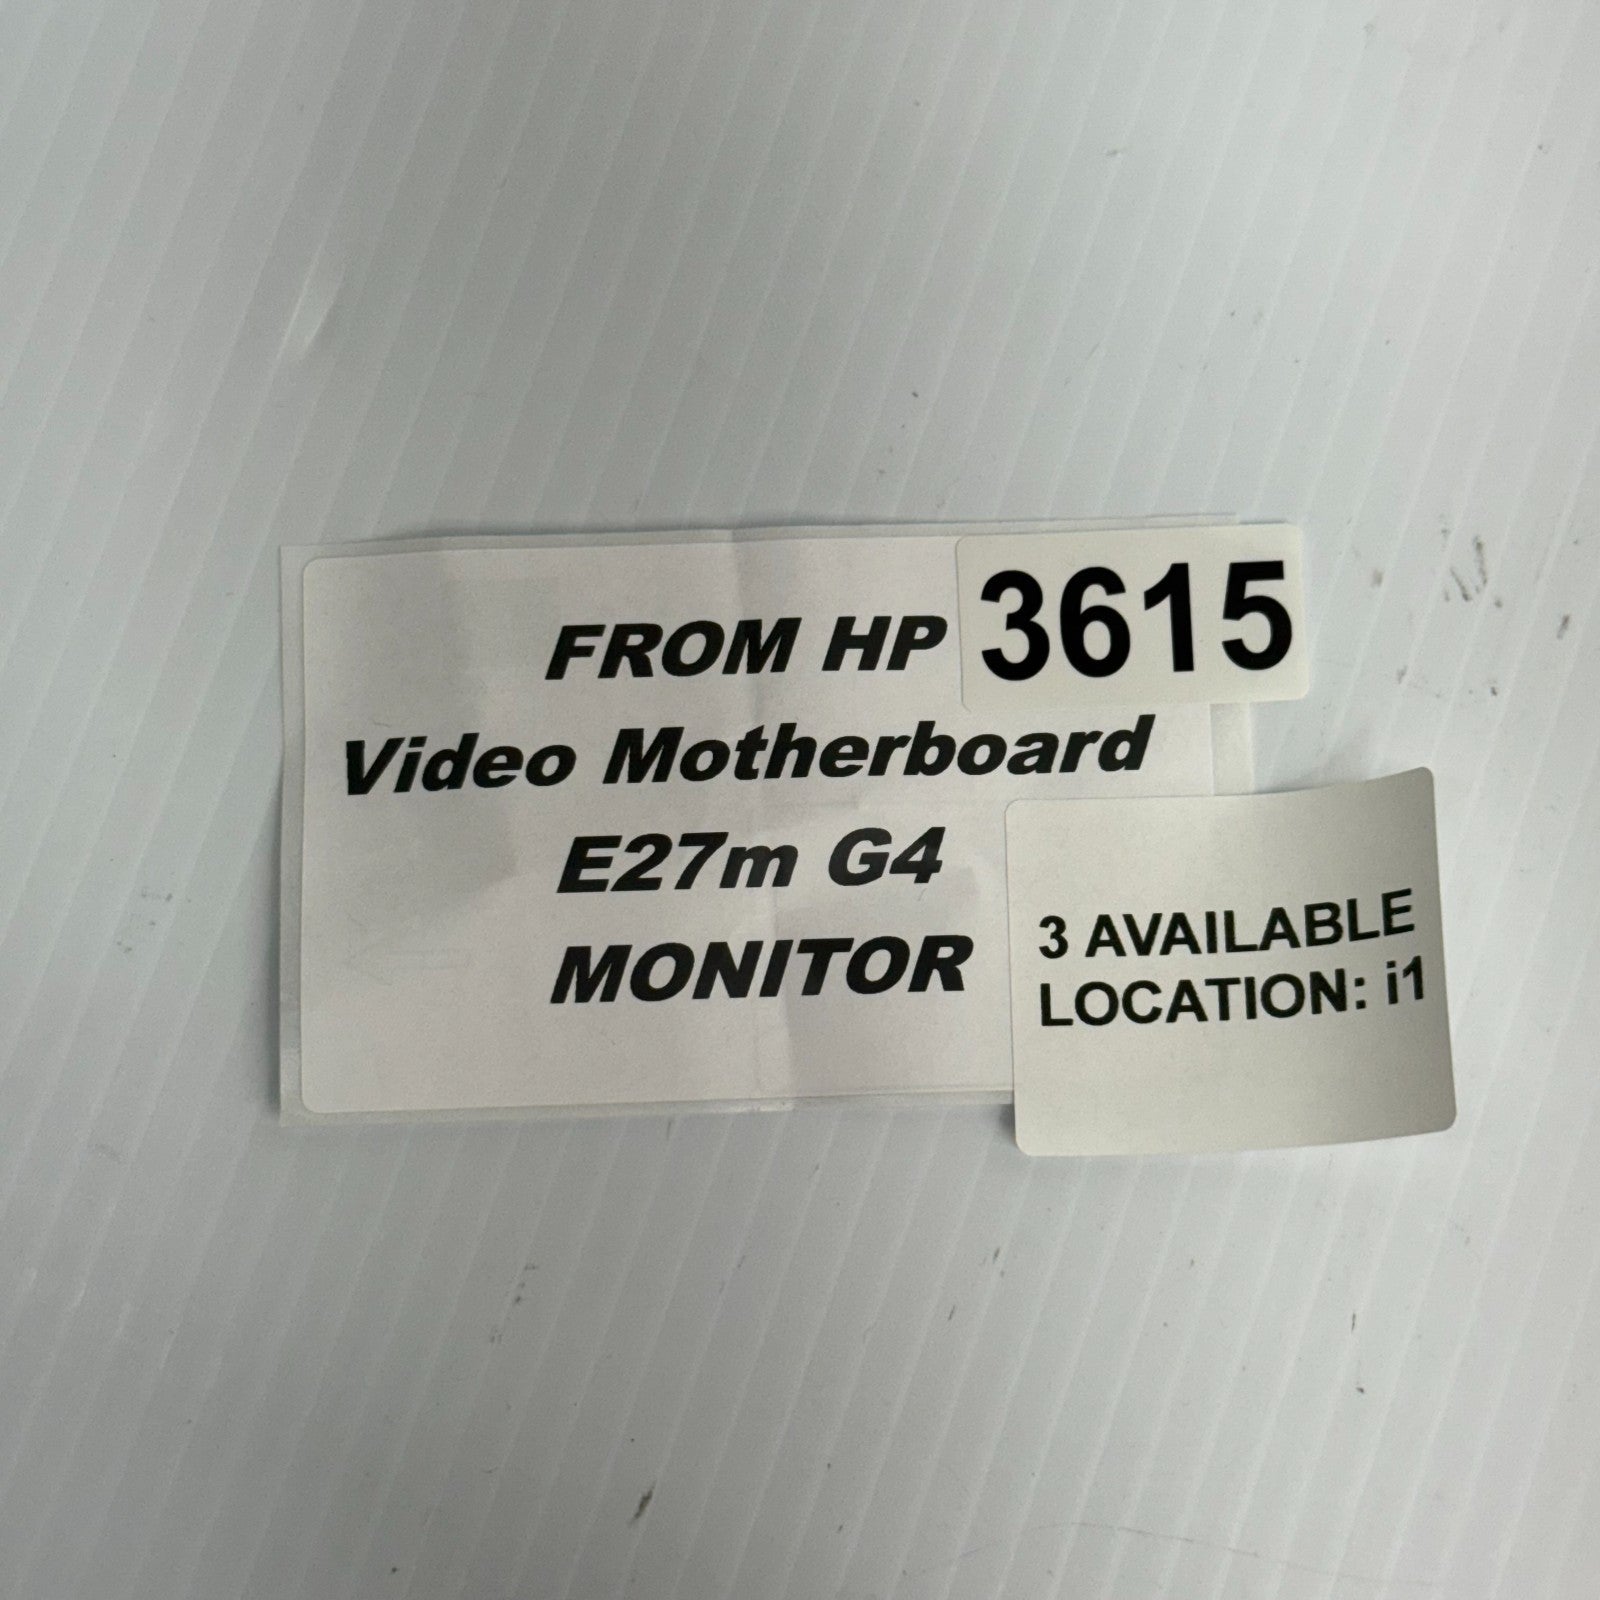 FROM HP
3615
Video Motherboard
E27m G4
MONITOR
3 AVAILABLE
LOCATION: i1